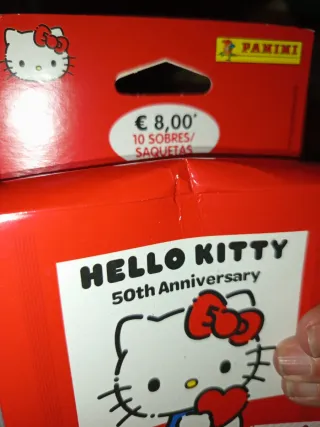 PANINI
€ 8,00*
10 SOBRES/
SAQUETAS
HELLO KITTY
50th Anniversary